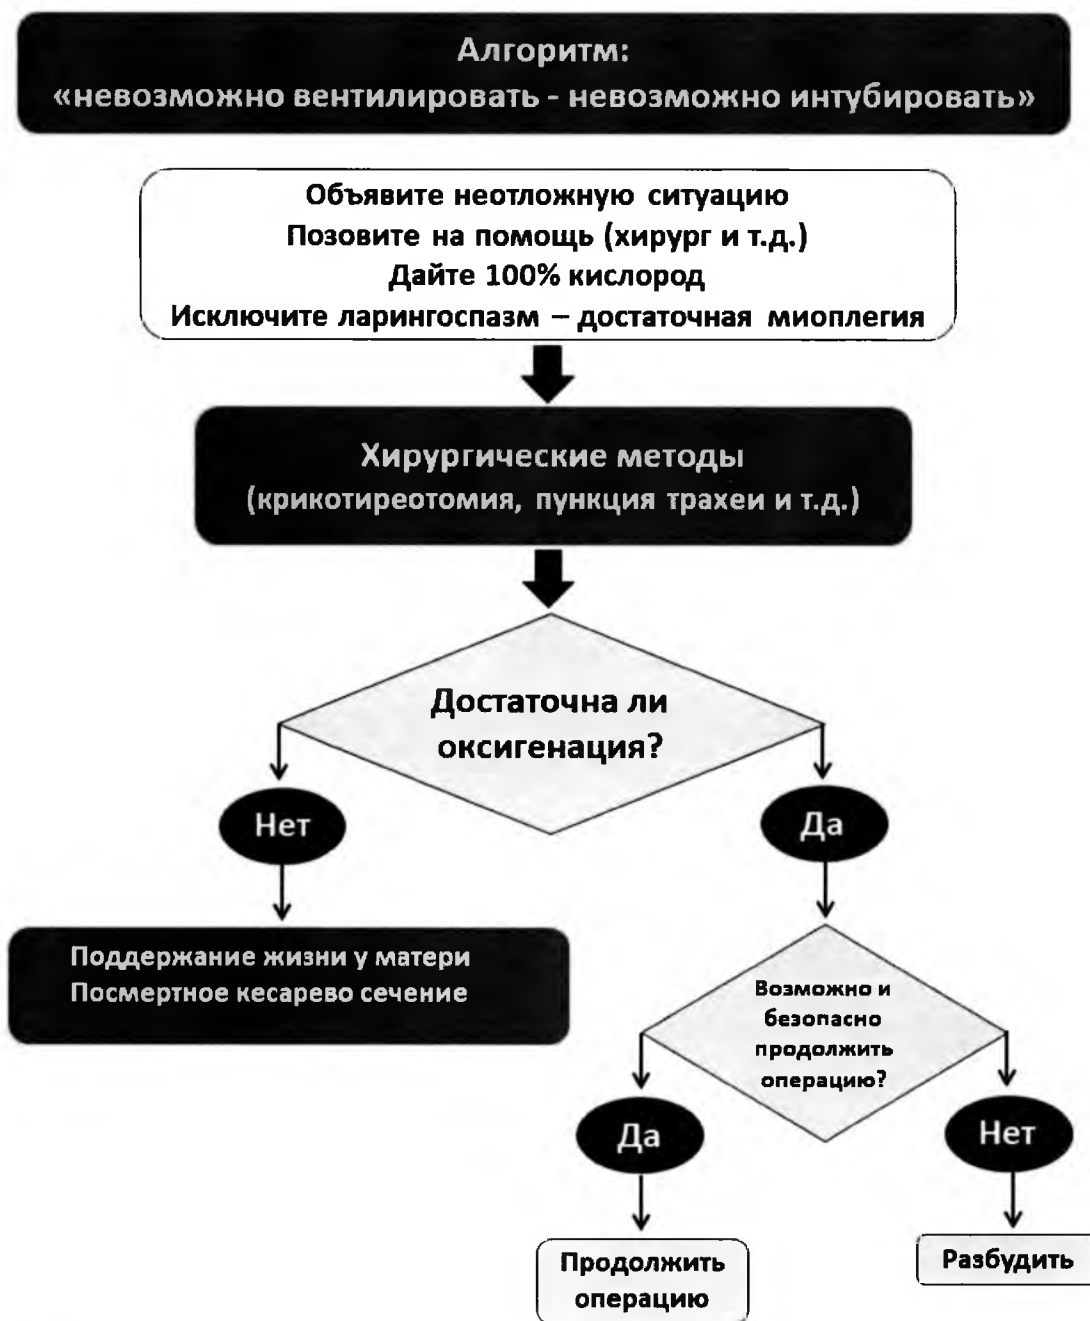 Алгоритм:
«невозможно вентилировать - невозможно интубировать»
Объявите неотложную ситуацию
Позовите на помощь (хирург и т.д.)
Дайте 100% кислород
Исключите ларингоспазм – достаточная миоплегия
Хирургические методы
(крикотиреотомия, пункция трахеи и т.д.)
Достаточна ли
оксигенация?
Нет
Да
Поддержание жизни у матери
Посмертное кесарево сечение
Возможно и
безопасно
продолжить
операцию?
Да
Нет
Продолжить
операцию
Разбудить